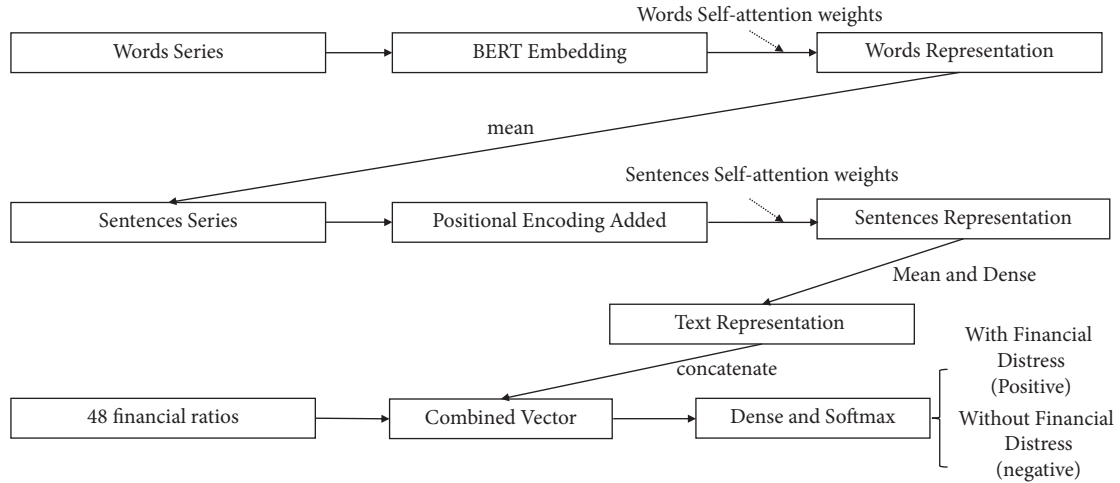 Words Self-attention weights
Words Series
BERT Embedding
Words Representation
mean
Sentences Self-attention weights
Sentences Series
Positional Encoding Added
Sentences Representation
Mean and Dense
Text Representation
With Financial
Distress
(Positive)
concatenate
48 financial ratios
Combined Vector
Dense and Softmax
Without Financial
Distress
(negative)